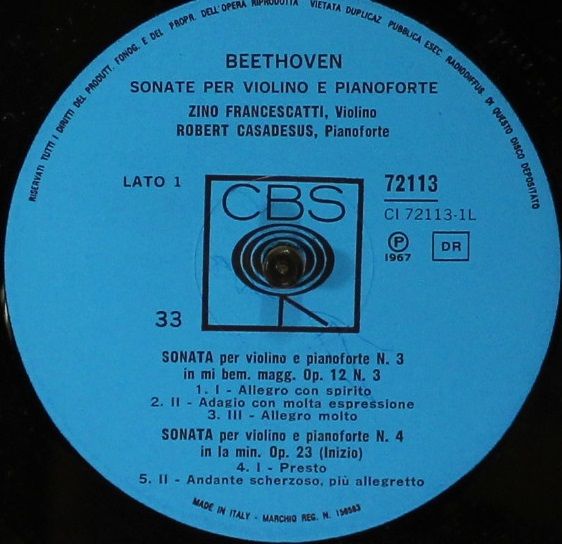 RISERVATI TUTTI I DIRITTI DEL PRODUTT. FONOG. E DEL PROPR. DELL'OPERA RIPRODOTTA VIETATA DUPLICAZ. PUBBLICA ESEC. RADIODIFFUS. DI QUESTO DISCO DEPOSITATO
BEETHOVEN
SONATE PER VIOLINO E PIANOFORTE
ZINO FRANCESCATTI, Violino
ROBERT CASADESUS, Pianoforte
LATO 1
CBS
72113
CI 72113-1L
Ⓟ
1967
DR
33
SONATA per violino e pianoforte N. 3
in mi bem. magg. Op. 12 N. 3
1. I - Allegro con spirito
2. II - Adagio con molta espressione
3. III - Allegro molto
SONATA per violino e pianoforte N. 4
in la min. Op. 23 (Inizio)
4. I - Presto
5. II - Andante scherzoso, più allegretto
MADE IN ITALY - MARCHIO REG. N. 150583